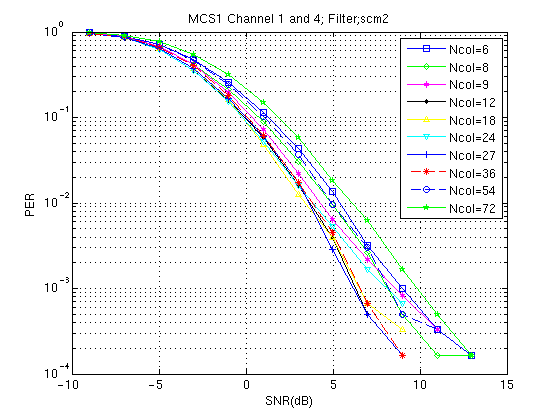 MCS1 Channel 1 and 4; Filter;scm2
10^0
10^-1
10^-2
10^-3
10^-4
PER
-10
-5
0
5
10
15
SNR(dB)
Ncol=6
Ncol=8
Ncol=9
Ncol=12
Ncol=18
Ncol=24
Ncol=27
Ncol=36
Ncol=54
Ncol=72